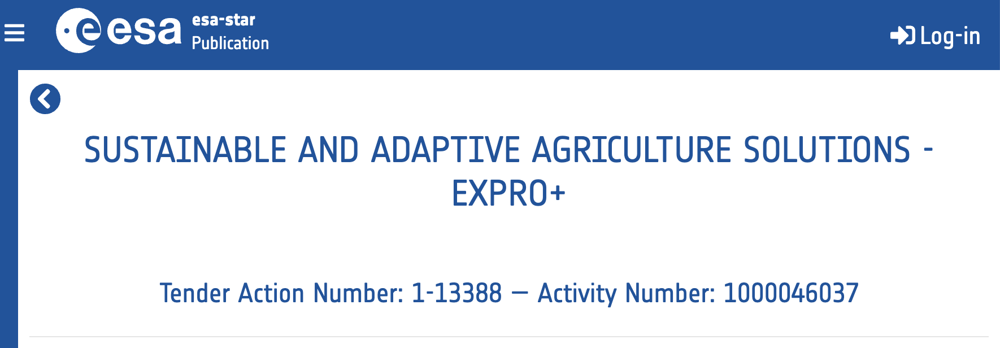 esa
esa-star
Publication
Log-in
SUSTAINABLE AND ADAPTIVE AGRICULTURE SOLUTIONS -
EXPRO+
Tender Action Number: 1-13388 — Activity Number: 1000046037